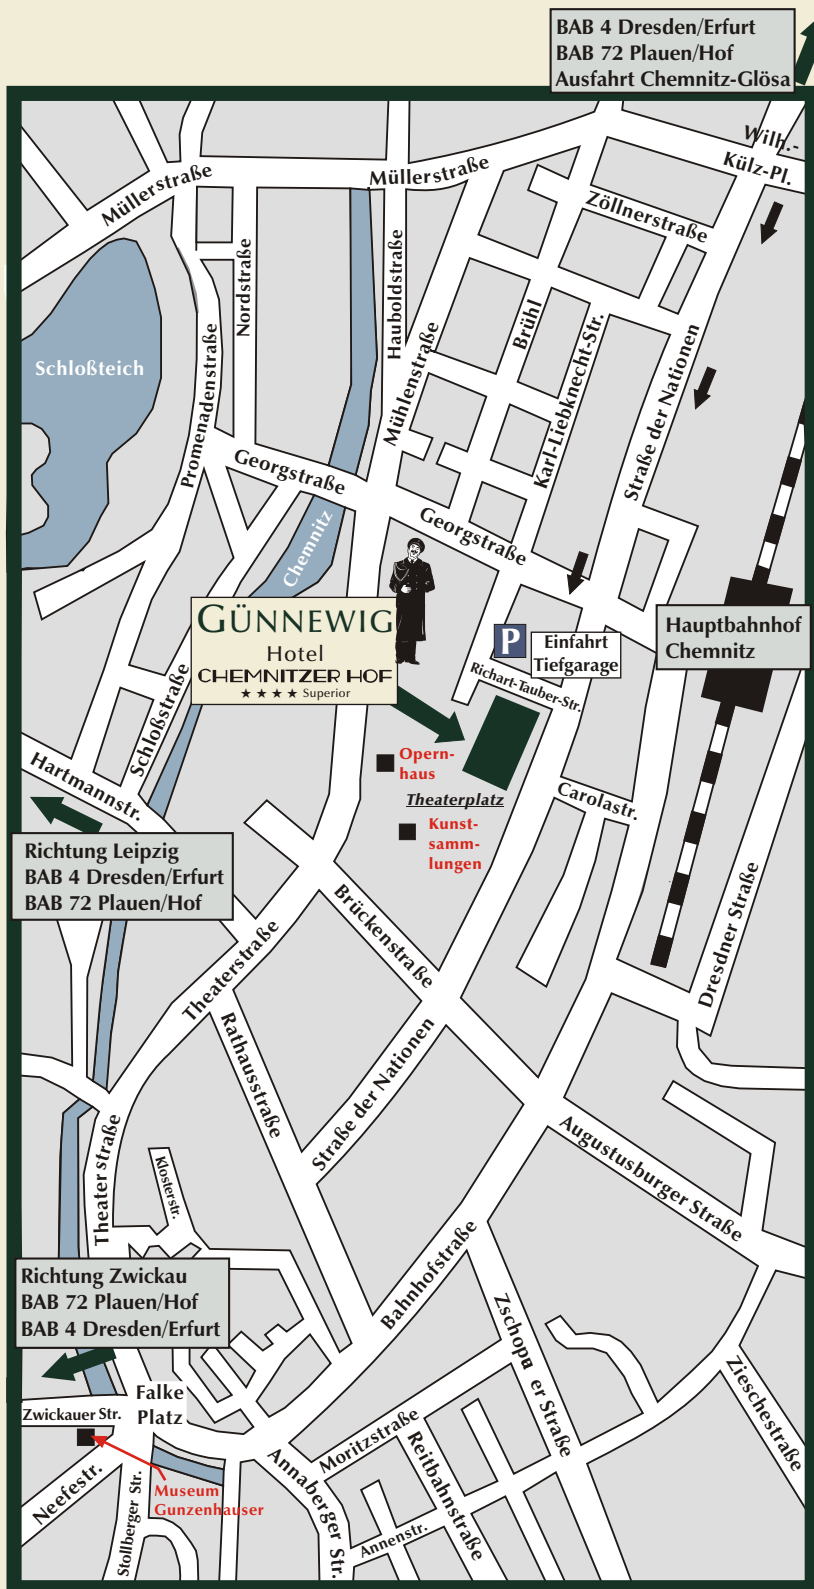 BAB 4 Dresden/Erfurt
BAB 72 Plauen/Hof
Ausfahrt Chemnitz-Glösa
Wilh.-
Külz-Pl.
Müllerstraße
Müllerstraße
Zöllnerstraße
Nordstraße
Hauboldstraße
Brühl
Schloßteich
Promenadenstraße
Mühlenstraße
Karl-Liebknecht-Str.
Straße der Nationen
Georgstraße
Georgstraße
Chemnitz
GÜNNEWIG
Hotel
CHEMNITZER HOF
★★★★ Superior
P
Einfahrt
Tiefgarage
Hauptbahnhof
Chemnitz
Richart-Tauber-Str.
Schloßstraße
Hartmannstr.
Opern-
haus
Theaterplatz
Kunst-
samm-
lungen
Carolastr.
Richtung Leipzig
BAB 4 Dresden/Erfurt
BAB 72 Plauen/Hof
Brückenstraße
Dresdner Straße
Theaterstraße
Rathausstraße
Straße der Nationen
Theaterstraße
Klosterstr.
Augustusburger Straße
Richtung Zwickau
BAB 72 Plauen/Hof
BAB 4 Dresden/Erfurt
Bahnhofstraße
Zschopauer Straße
Zieschestraße
Falke
Platz
Zwickauer Str.
Moritzstraße
Reitbahnstraße
Annaberger Str.
Neefestr.
Museum
Gunzenhauser
Stollberger Str.
Annenstr.